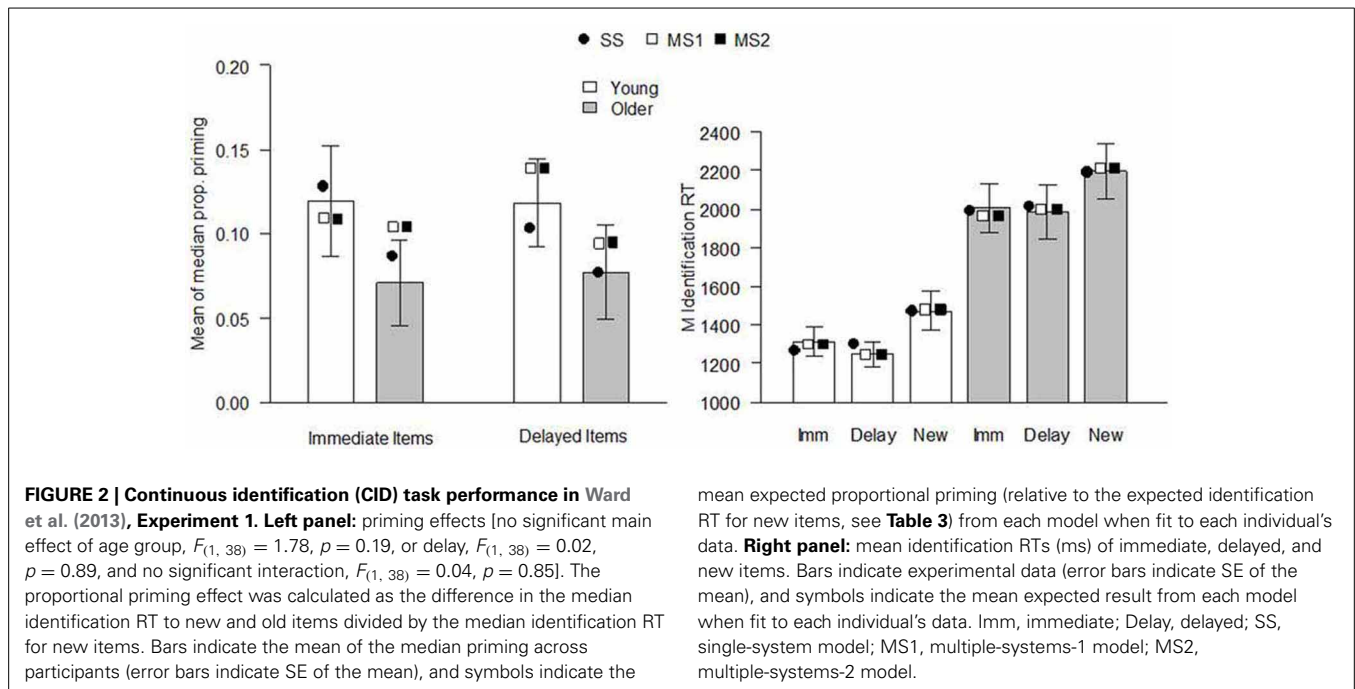 ● SS □ MS1 ■ MS2
Young
Older
Mean of median prop. priming
0.20
0.15
0.10
0.05
0.00
Immediate Items
Delayed Items
M Identification RT
2400
2200
2000
1800
1600
1400
1200
1000
Imm Delay New Imm Delay New
FIGURE 2 | Continuous identification (CID) task performance in Ward
et al. (2013), Experiment 1. Left panel: priming effects [no significant main
effect of age group, F(1, 38) = 1.78, p = 0.19, or delay, F(1, 38) = 0.02,
p = 0.89, and no significant interaction, F(1, 38) = 0.04, p = 0.85]. The
proportional priming effect was calculated as the difference in the median
identification RT to new and old items divided by the median identification RT
for new items. Bars indicate the mean of the median priming across
participants (error bars indicate SE of the mean), and symbols indicate the
mean expected proportional priming (relative to the expected identification
RT for new items, see Table 3) from each model when fit to each individual's
data. Right panel: mean identification RTs (ms) of immediate, delayed, and
new items. Bars indicate experimental data (error bars indicate SE of the
mean), and symbols indicate the mean expected result from each model
when fit to each individual's data. Imm, immediate; Delay, delayed; SS,
single-system model; MS1, multiple-systems-1 model; MS2,
multiple-systems-2 model.